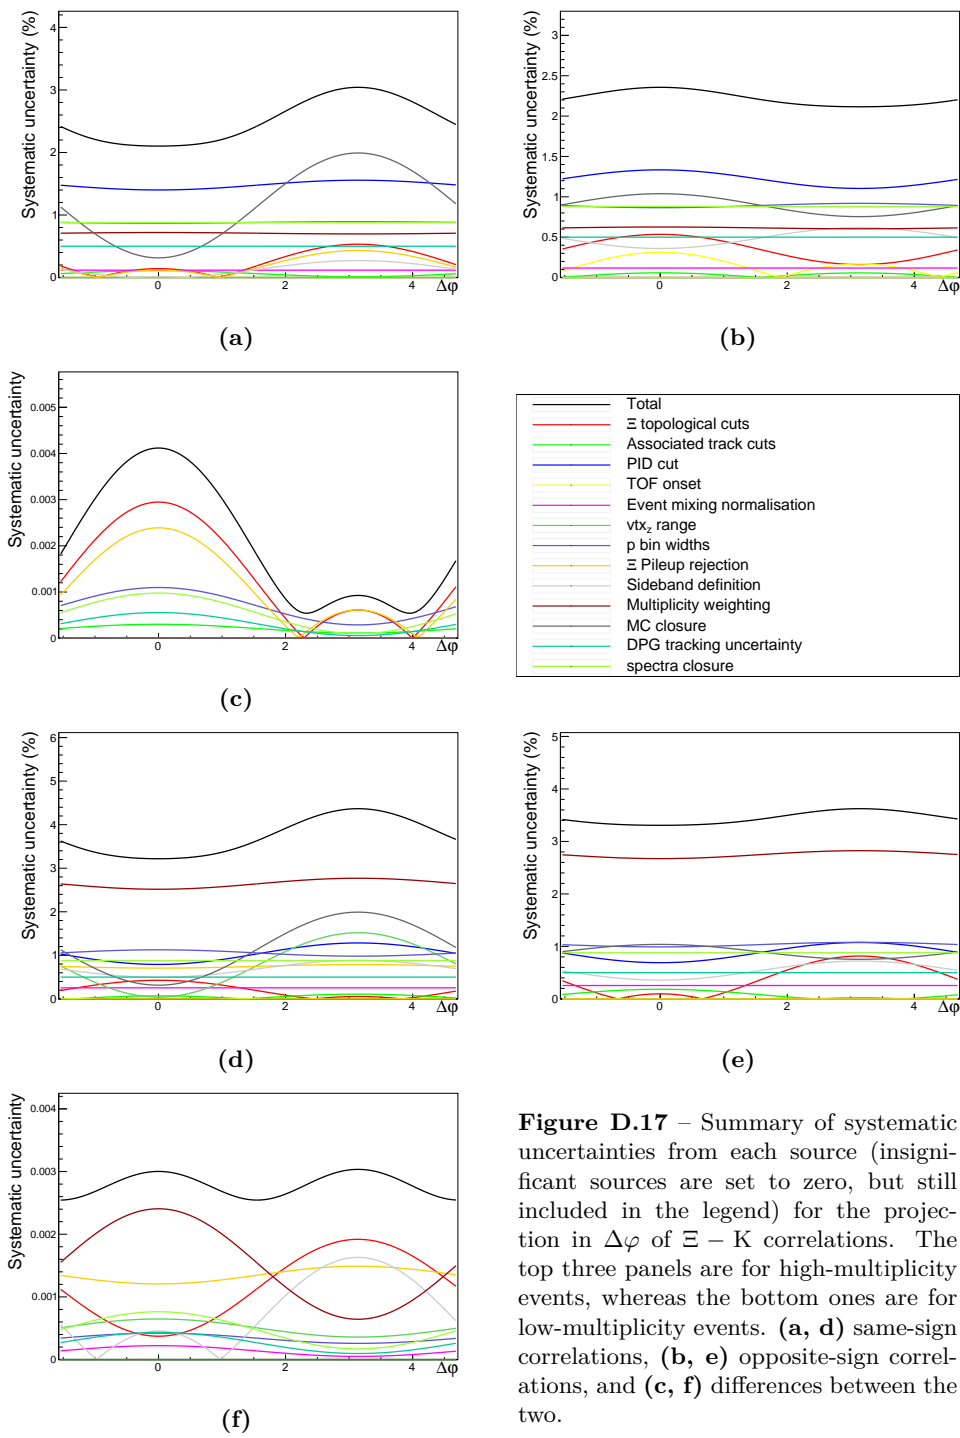 Systematic uncertainty (%)
4
3
2
1
0
0
2
4
Δφ
(a)
Systematic uncertainty (%)
3
2.5
2
1.5
1
0.5
0
0
2
4
Δφ
(b)
Systematic uncertainty
0.005
0.004
0.003
0.002
0.001
0
0
2
4
Δφ
(c)
Total
Ξ topological cuts
Associated track cuts
PID cut
TOF onset
Event mixing normalisation
vtx_z range
p bin widths
Ξ Pileup rejection
Sideband definition
Multiplicity weighting
MC closure
DPG tracking uncertainty
spectra closure
Systematic uncertainty (%)
6
5
4
3
2
1
0
0
2
4
Δφ
(d)
Systematic uncertainty (%)
5
4
3
2
1
0
0
2
4
Δφ
(e)
Systematic uncertainty
0.004
0.003
0.002
0.001
0
0
2
4
Δφ
(f)
Figure D.17 – Summary of systematic
uncertainties from each source (insigni-
ficant sources are set to zero, but still
included in the legend) for the projec-
tion in Δφ of Ξ − K correlations. The
top three panels are for high-multiplicity
events, whereas the bottom ones are for
low-multiplicity events. (a, d) same-sign
correlations, (b, e) opposite-sign correl-
ations, and (c, f) differences between the
two.